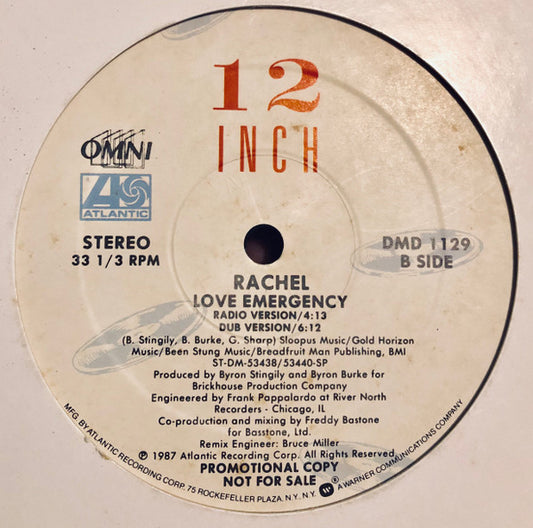 12
INCH
OMNI
ATLANTIC
STEREO
33 1/3 RPM
DMD 1129
B SIDE
RACHEL
LOVE EMERGENCY
RADIO VERSION/4:13
DUB VERSION/6:12
(B. Stingily, B. Burke, G. Sharp) Sloopus Music/Gold Horizon
Music/Been Stung Music/Breadfruit Man Publishing, BMI
ST-DM-53438/53440-SP
Produced by Byron Stingily and Byron Burke for
Brickhouse Production Company
Engineered by Frank Pappalardo at River North
Recorders - Chicago, IL
Co-production and mixing by Freddy Bastone
for Basstone, Ltd.
Remix Engineer: Bruce Miller
℗ 1987 Atlantic Recording Corp. All Rights Reserved
PROMOTIONAL COPY
NOT FOR SALE
MFG. BY ATLANTIC RECORDING CORP. 75 ROCKEFELLER PLAZA, N.Y. N.Y. A WARNER COMMUNICATIONS COMPANY